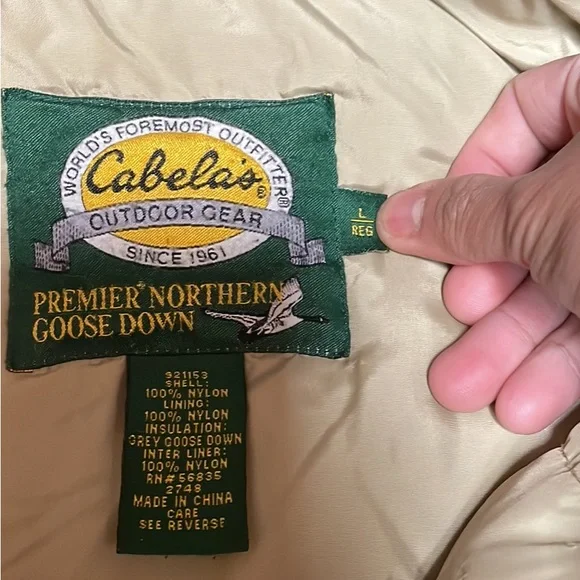 WORLD'S FOREMOST OUTFITTER®
Cabela's®
OUTDOOR GEAR
SINCE 1961
PREMIER® NORTHERN
GOOSE DOWN
L
REG
921153
SHELL:
100% NYLON
LINING:
100% NYLON
INSULATION:
GREY GOOSE DOWN
INTER LINER:
100% NYLON
RN# 56835
2748
MADE IN CHINA
CARE
SEE REVERSE